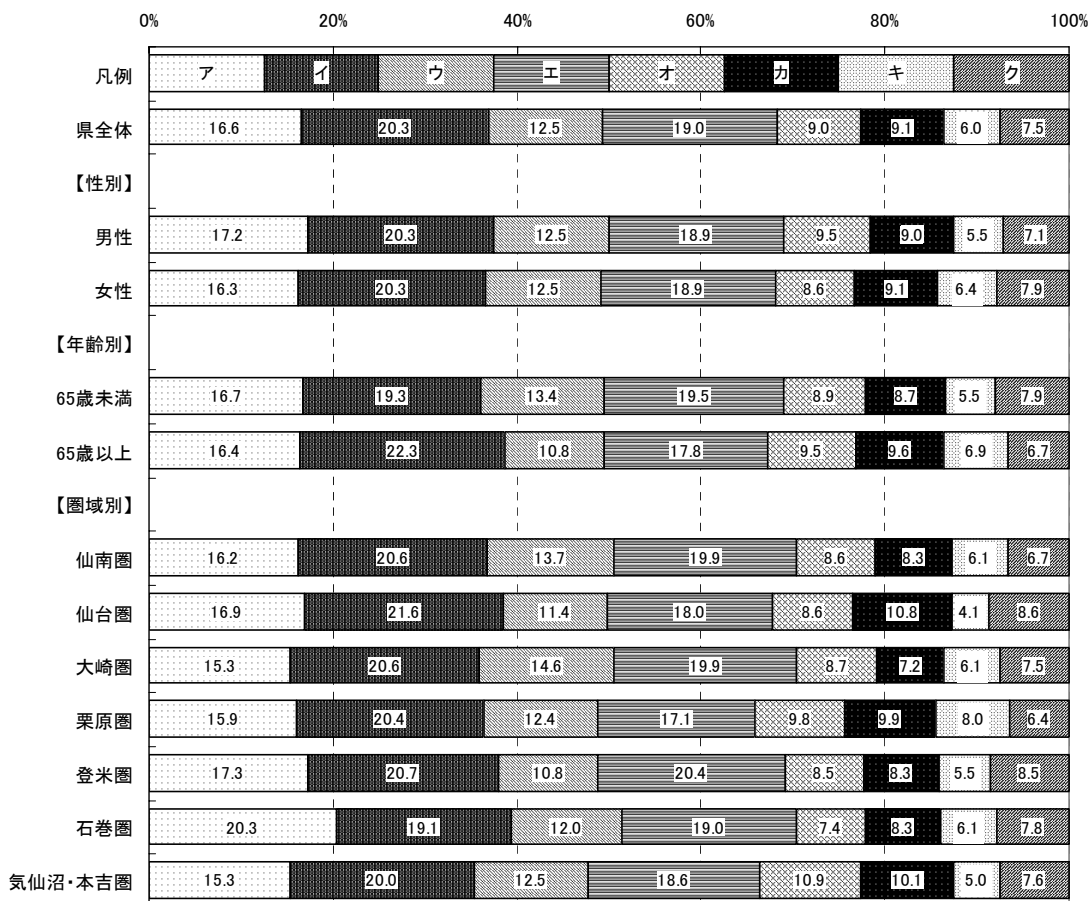 0% 20% 40% 60% 80% 100%
凡例 ア イ ウ エ オ カ キ ク
県全体 16.6 20.3 12.5 19.0 9.0 9.1 6.0 7.5
【性別】
男性 17.2 20.3 12.5 18.9 9.5 9.0 5.5 7.1
女性 16.3 20.3 12.5 18.9 8.6 9.1 6.4 7.9
【年齢別】
65歳未満 16.7 19.3 13.4 19.5 8.9 8.7 5.5 7.9
65歳以上 16.4 22.3 10.8 17.8 9.5 9.6 6.9 6.7
【圏域別】
仙南圏 16.2 20.6 13.7 19.9 8.6 8.3 6.1 6.7
仙台圏 16.9 21.6 11.4 18.0 8.6 10.8 4.1 8.6
大崎圏 15.3 20.6 14.6 19.9 8.7 7.2 6.1 7.5
栗原圏 15.9 20.4 12.4 17.1 9.8 9.9 8.0 6.4
登米圏 17.3 20.7 10.8 20.4 8.5 8.3 5.5 8.5
石巻圏 20.3 19.1 12.0 19.0 7.4 8.3 6.1 7.8
気仙沼・本吉圏 15.3 20.0 12.5 18.6 10.9 10.1 5.0 7.6